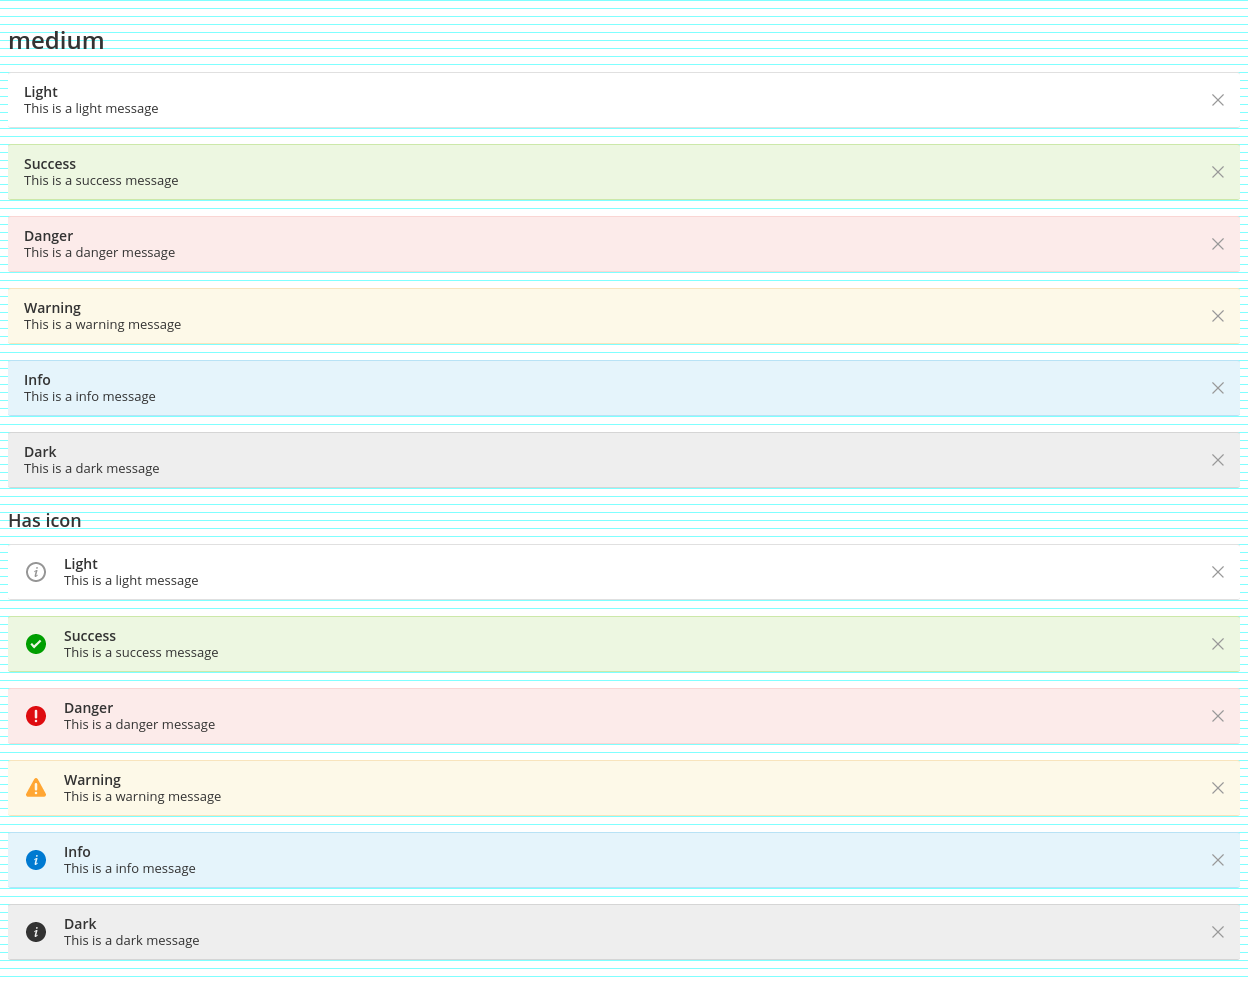 medium
Light
This is a light message
Success
This is a success message
Danger
This is a danger message
Warning
This is a warning message
Info
This is a info message
Dark
This is a dark message
Has icon
Light
This is a light message
Success
This is a success message
Danger
This is a danger message
Warning
This is a warning message
Info
This is a info message
Dark
This is a dark message